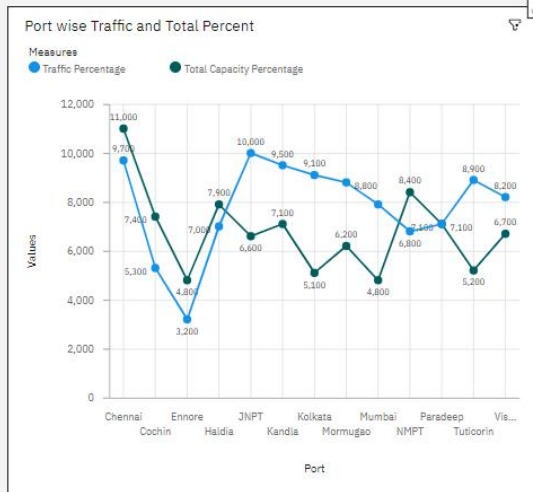 Port wise Traffic and Total Percent
Measures
Traffic Percentage
Total Capacity Percentage
12,000
10,000
8,000
6,000
4,000
2,000
0
Values
11,000
9,700
7,400
5,300
4,800
3,200
7,900
7,000
10,000
6,600
9,500
7,100
9,100
5,100
8,800
6,200
4,800
8,400
6,800
7,100
7,100
8,900
5,200
8,200
6,700
Chennai
Cochin
Ennore
Haldia
JNPT
Kandla
Kolkata
Mormugao
Mumbai
NMPT
Paradeep
Tuticorin
Vis...
Port